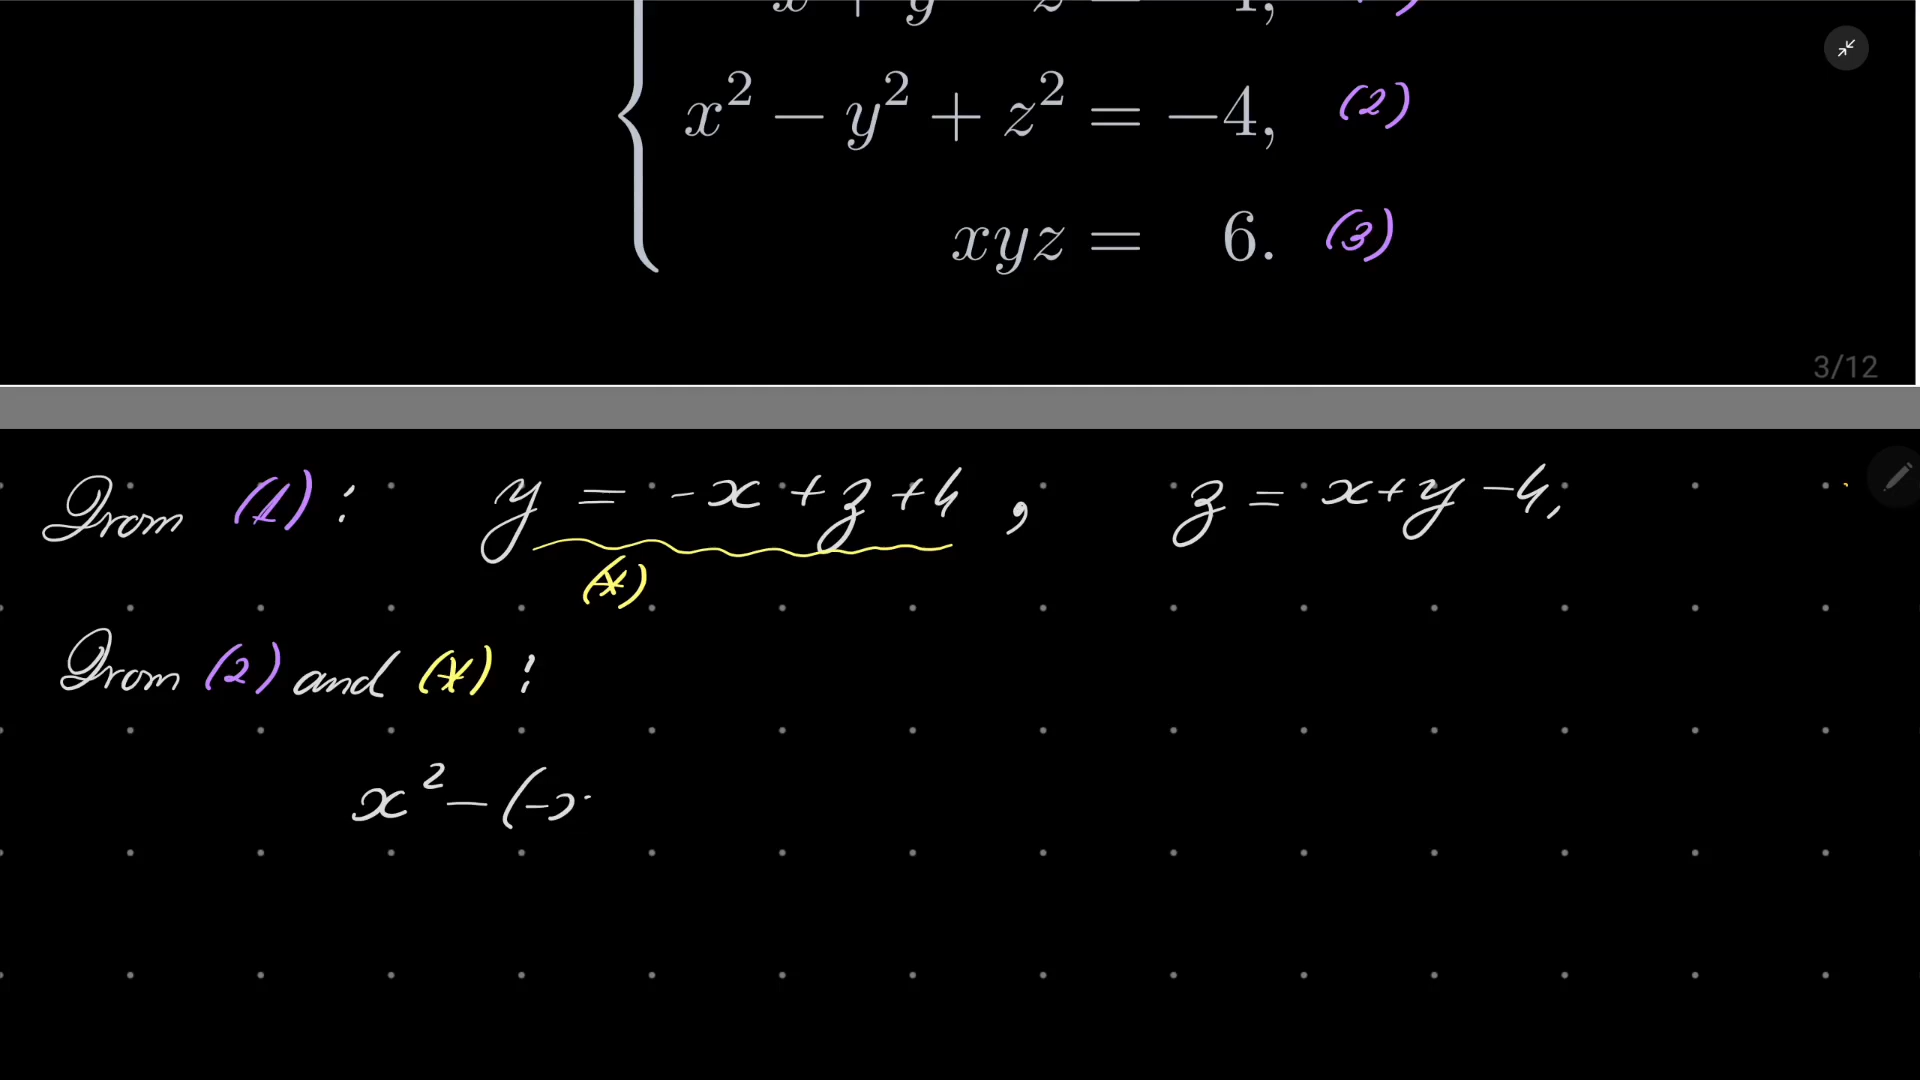 x² − y² + z² = −4, (2)
xyz = 6. (3)
3/12
From (1): y = -x + z + 4, z = x + y - 4,
(*)
From (2) and (*):
x² - (-x